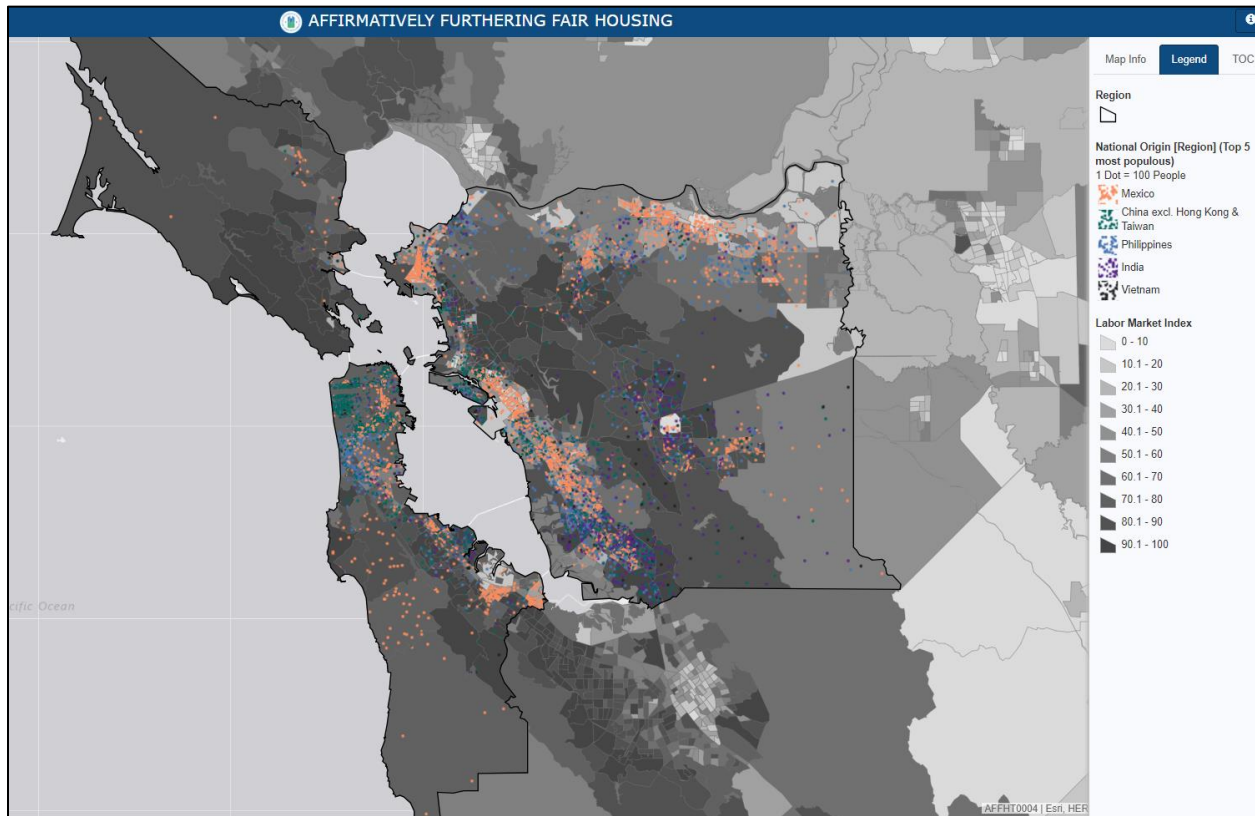 AFFIRMATIVELY FURTHERING FAIR HOUSING
Map Info Legend TOC
Region
National Origin [Region] (Top 5
most populous)
1 Dot = 100 People
Mexico
China excl. Hong Kong &
Taiwan
Philippines
India
Vietnam
Labor Market Index
0 - 10
10.1 - 20
20.1 - 30
30.1 - 40
40.1 - 50
50.1 - 60
60.1 - 70
70.1 - 80
80.1 - 90
90.1 - 100
cific Ocean
AFFHT0004 | Esri, HER